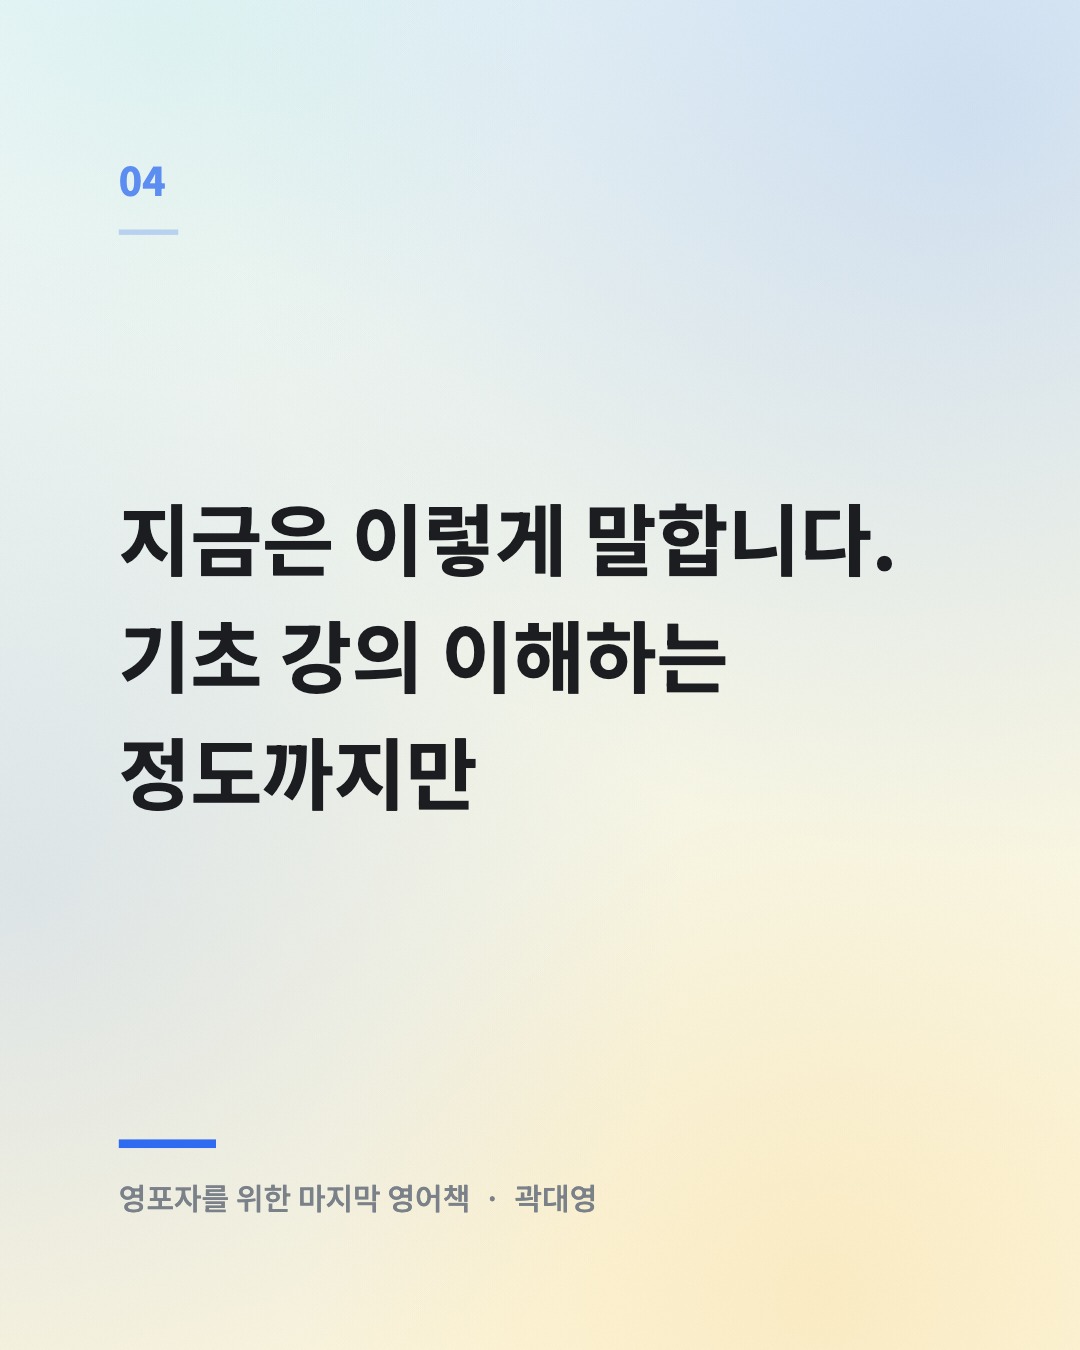 04
지금은 이렇게 말합니다.
기초 강의 이해하는
정도까지만
영포자를 위한 마지막 영어책 · 곽대영